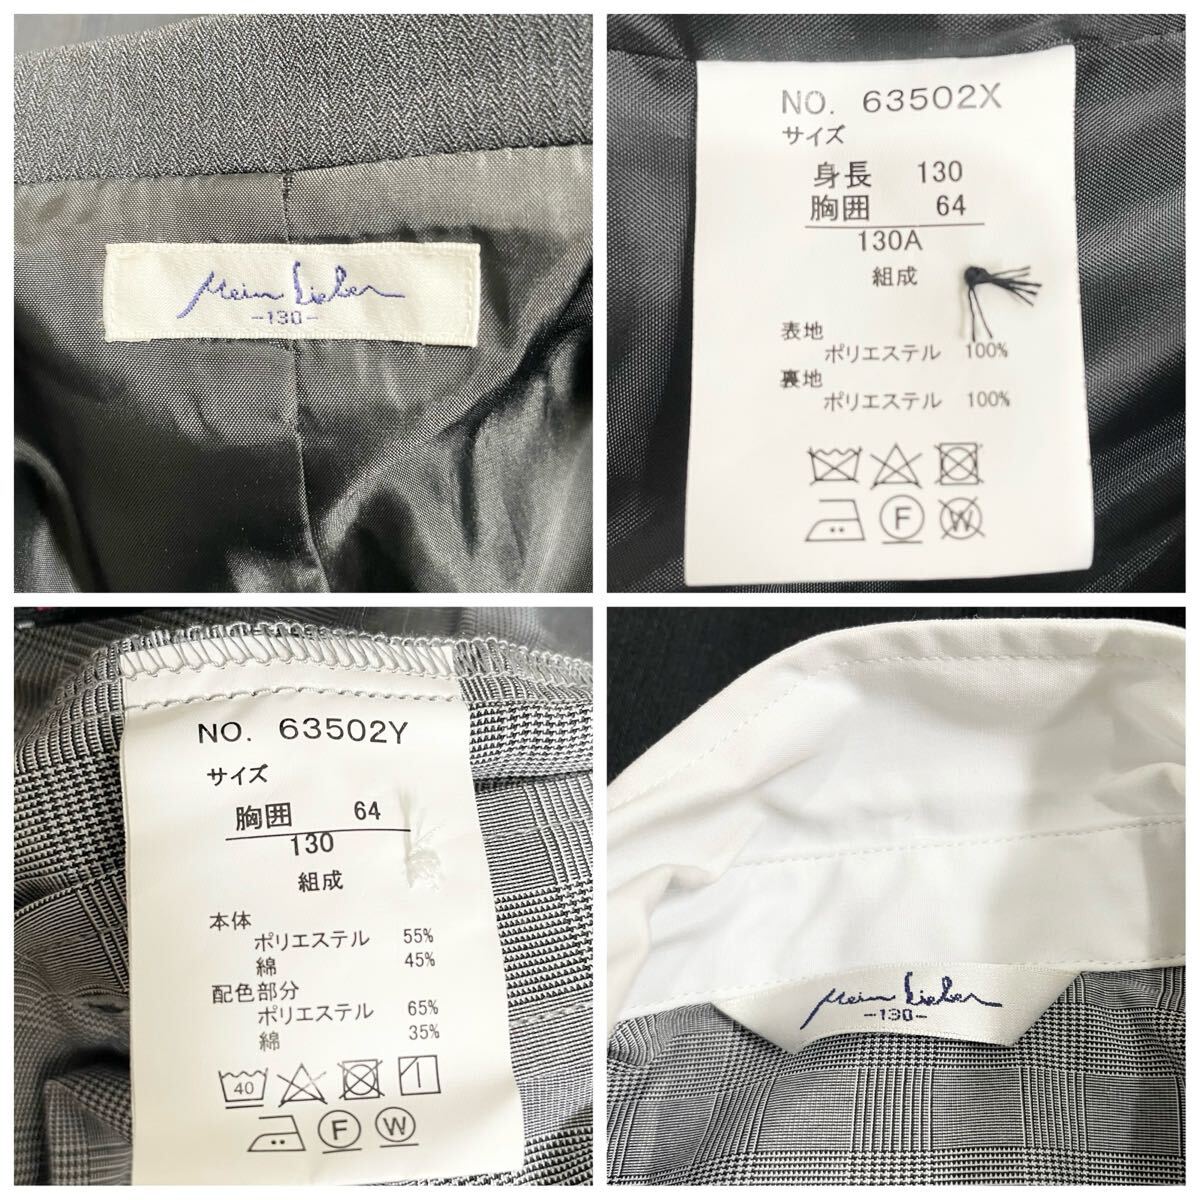 Mein Lieber
-130-
NO. 63502X
サイズ
身長 130
胸囲 64
130A
組成
表地
ポリエステル 100%
裏地
ポリエステル 100%
F W
NO. 63502Y
サイズ
胸囲 64
130
組成
本体
ポリエステル 55%
綿 45%
配色部分
ポリエステル 65%
綿 35%
40
F W
Mein Lieber
-130-